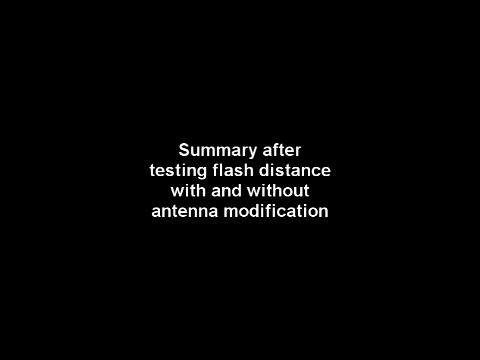 Summary after
testing flash distance
with and without
antenna modification